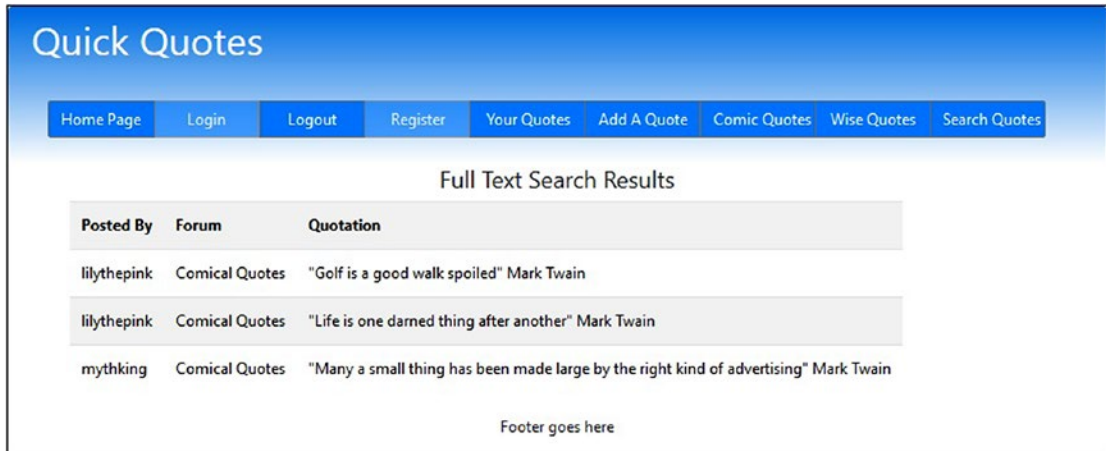 Quick Quotes
Home Page Login Logout Register Your Quotes Add A Quote Comic Quotes Wise Quotes Search Quotes
Full Text Search Results
Posted By Forum Quotation
lilythepink Comical Quotes "Golf is a good walk spoiled" Mark Twain
lilythepink Comical Quotes "Life is one darned thing after another" Mark Twain
mythking Comical Quotes "Many a small thing has been made large by the right kind of advertising" Mark Twain
Footer goes here